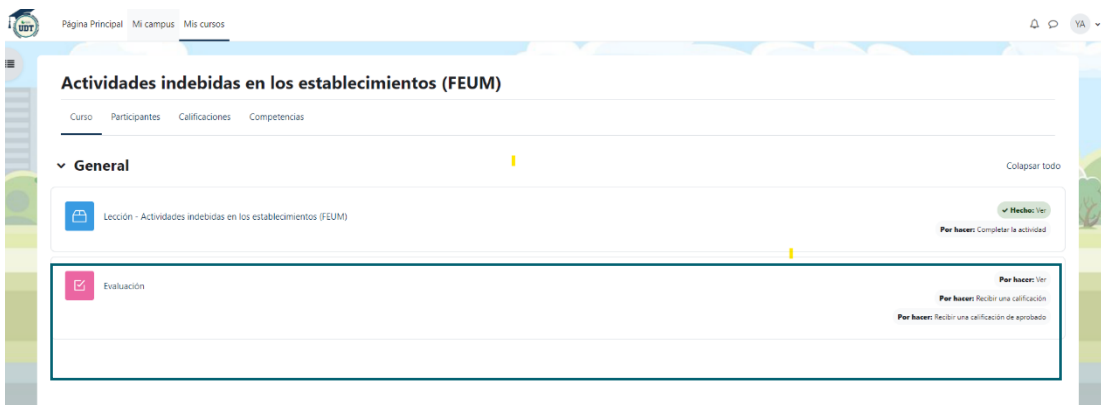 UDT
Página Principal Mi campus Mis cursos
YA
Actividades indebidas en los establecimientos (FEUM)
Curso Participantes Calificaciones Competencias
General
Colapsar todo
Lección - Actividades indebidas en los establecimientos (FEUM)
Hecho: Ver
Por hacer: Completar la actividad
Evaluación
Por hacer: Ver
Por hacer: Recibir una calificación
Por hacer: Recibir una calificación de aprobado